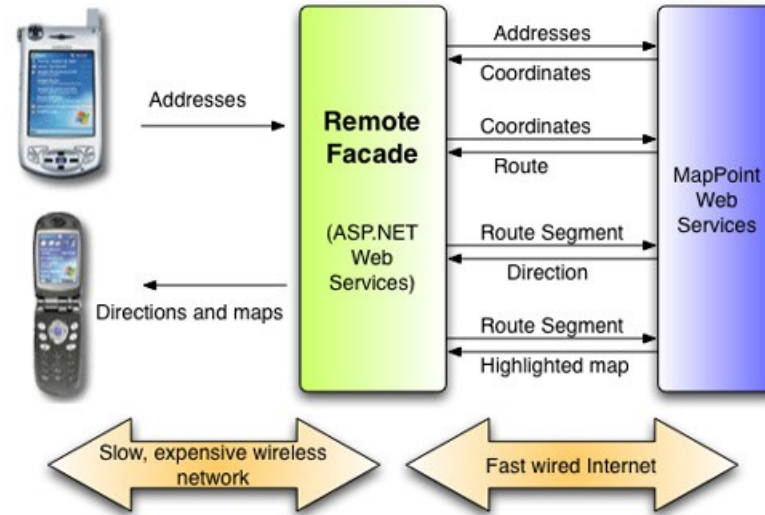 Addresses
Directions and maps
Remote
Facade
(ASP.NET
Web
Services)
Addresses
Coordinates
Coordinates
Route
Route Segment
Direction
Route Segment
Highlighted map
MapPoint
Web
Services
Slow, expensive wireless
network
Fast wired Internet